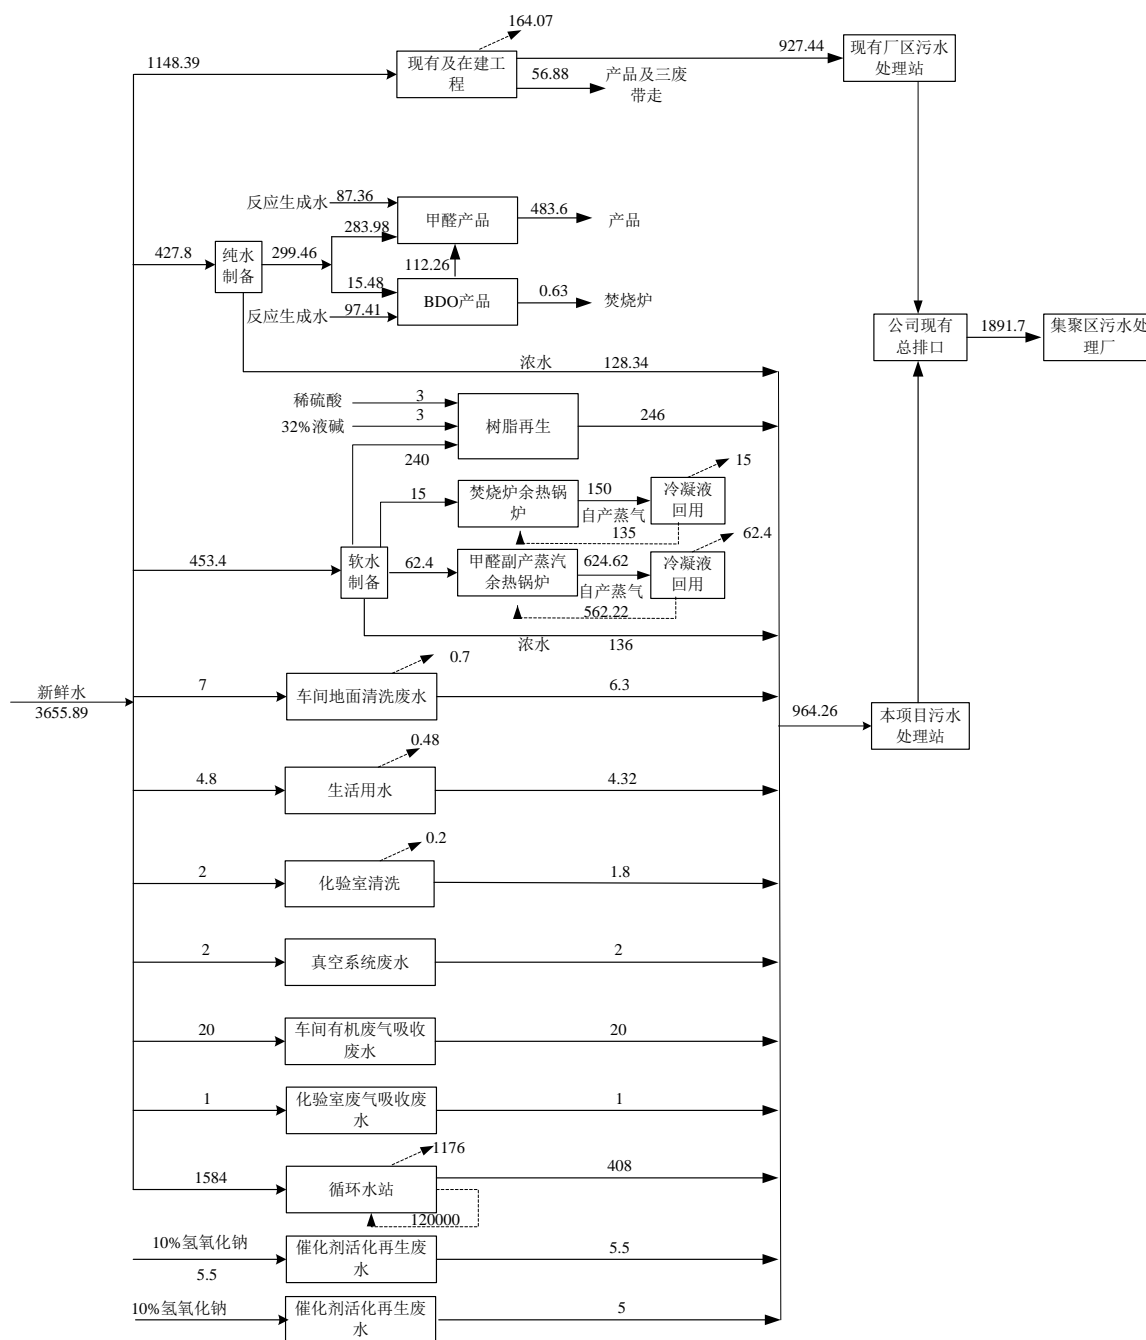 164.07
1148.39
现有及在建工
程
927.44
56.88
产品及三废
带走
现有厂区污水
处理站
反应生成水
87.36
甲醛产品
483.6
产品
283.98
427.8
纯水
制备
299.46
112.26
15.48
BDO产品
0.63
焚烧炉
反应生成水
97.41
公司现有
总排口
1891.7
集聚区污水处
理厂
浓水
128.34
稀硫酸
3
32%液碱
3
树脂再生
246
240
15
焚烧炉余热锅
炉
150
自产蒸气
冷凝液
回用
15
135
453.4
软水
制备
62.4
甲醛副产蒸汽
余热锅炉
624.62
自产蒸气
冷凝液
回用
62.4
562.22
浓水
136
新鲜水
3655.89
7
车间地面清洗废水
0.7
6.3
964.26
本项目污水
处理站
4.8
生活用水
0.48
4.32
2
化验室清洗
0.2
1.8
2
真空系统废水
2
20
车间有机废气吸收
废水
20
1
化验室废气吸收废
水
1
1584
循环水站
1176
408
120000
10%氢氧化钠
5.5
催化剂活化再生废
水
5.5
10%氢氧化钠
催化剂活化再生废
水
5